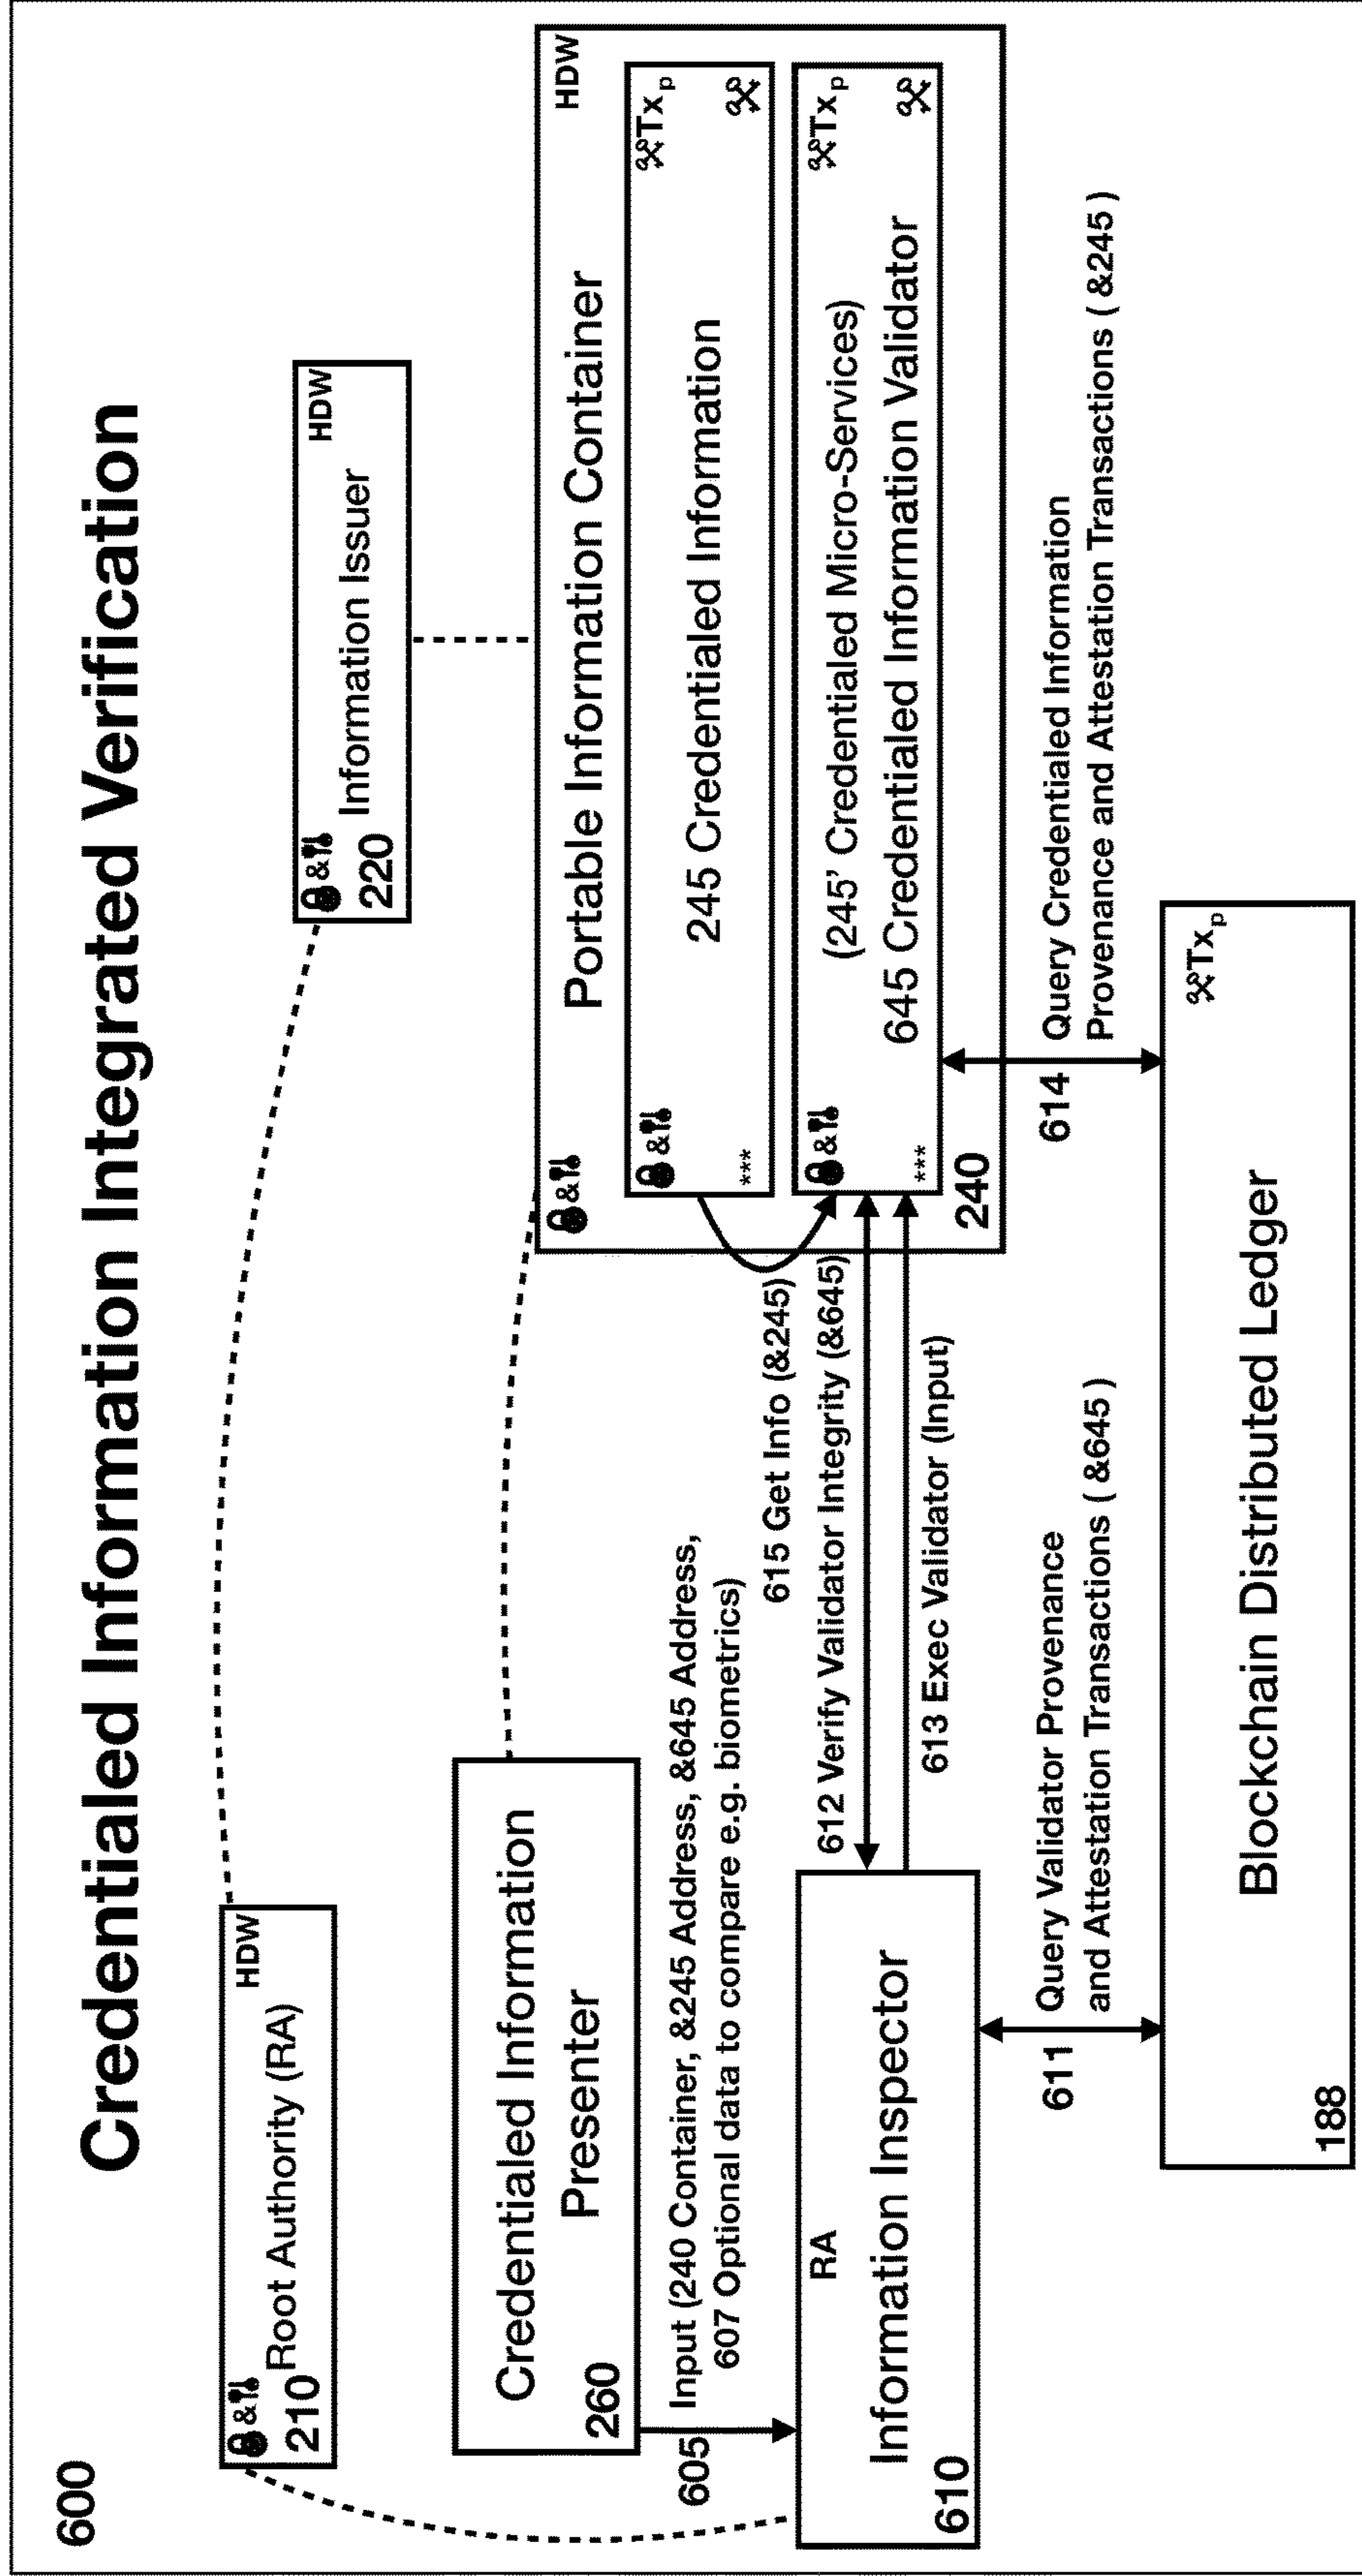 600
Credentialed Information Integrated Verification
&
HDW
Root Authority (RA)
210
&
HDW
Information Issuer
220
Credentialed Information
Presenter
260
&
HDW
Portable Information Container
&
Tx p
245 Credentialed Information
***
&
Tx p
(245' Credentialed Micro-Services)
645 Credentialed Information Validator
***
240
605
Input (240 Container, &245 Address, &645 Address,
607 Optional data to compare e.g. biometrics)
615 Get Info (&245)
612 Verify Validator Integrity (&645)
613 Exec Validator (Input)
RA
Information Inspector
610
611
Query Validator Provenance
and Attestation Transactions ( &645 )
614
Query Credentialed Information
Provenance and Attestation Transactions ( &245 )
Tx p
Blockchain Distributed Ledger
188